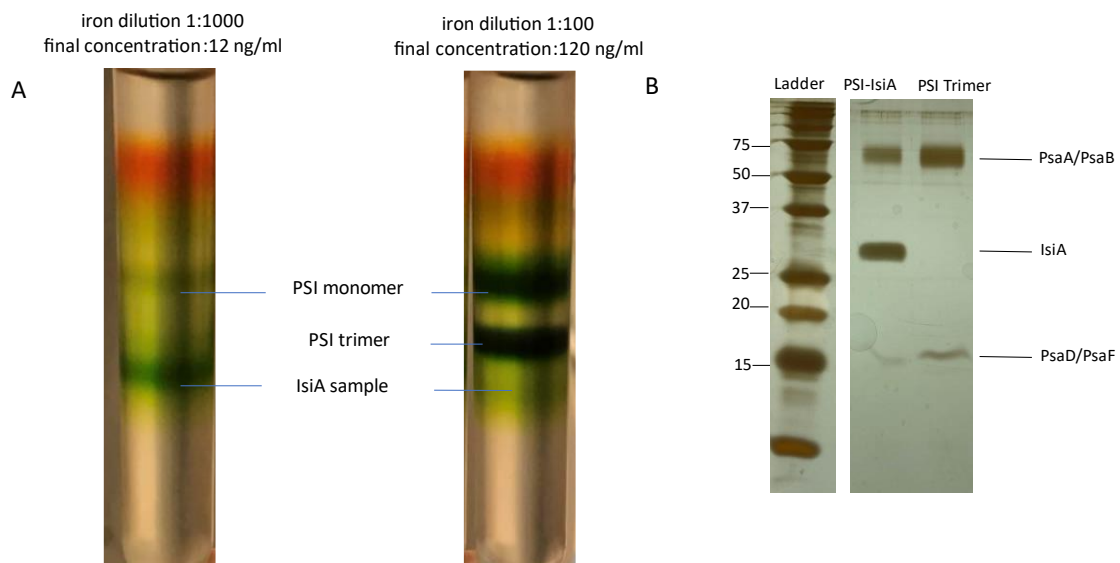 iron dilution 1:1000
final concentration:12 ng/ml
iron dilution 1:100
final concentration:120 ng/ml
A
PSI monomer
PSI trimer
IsiA sample
B
Ladder
PSI-IsiA
PSI Trimer
75
50
37
25
20
15
PsaA/PsaB
IsiA
PsaD/PsaF